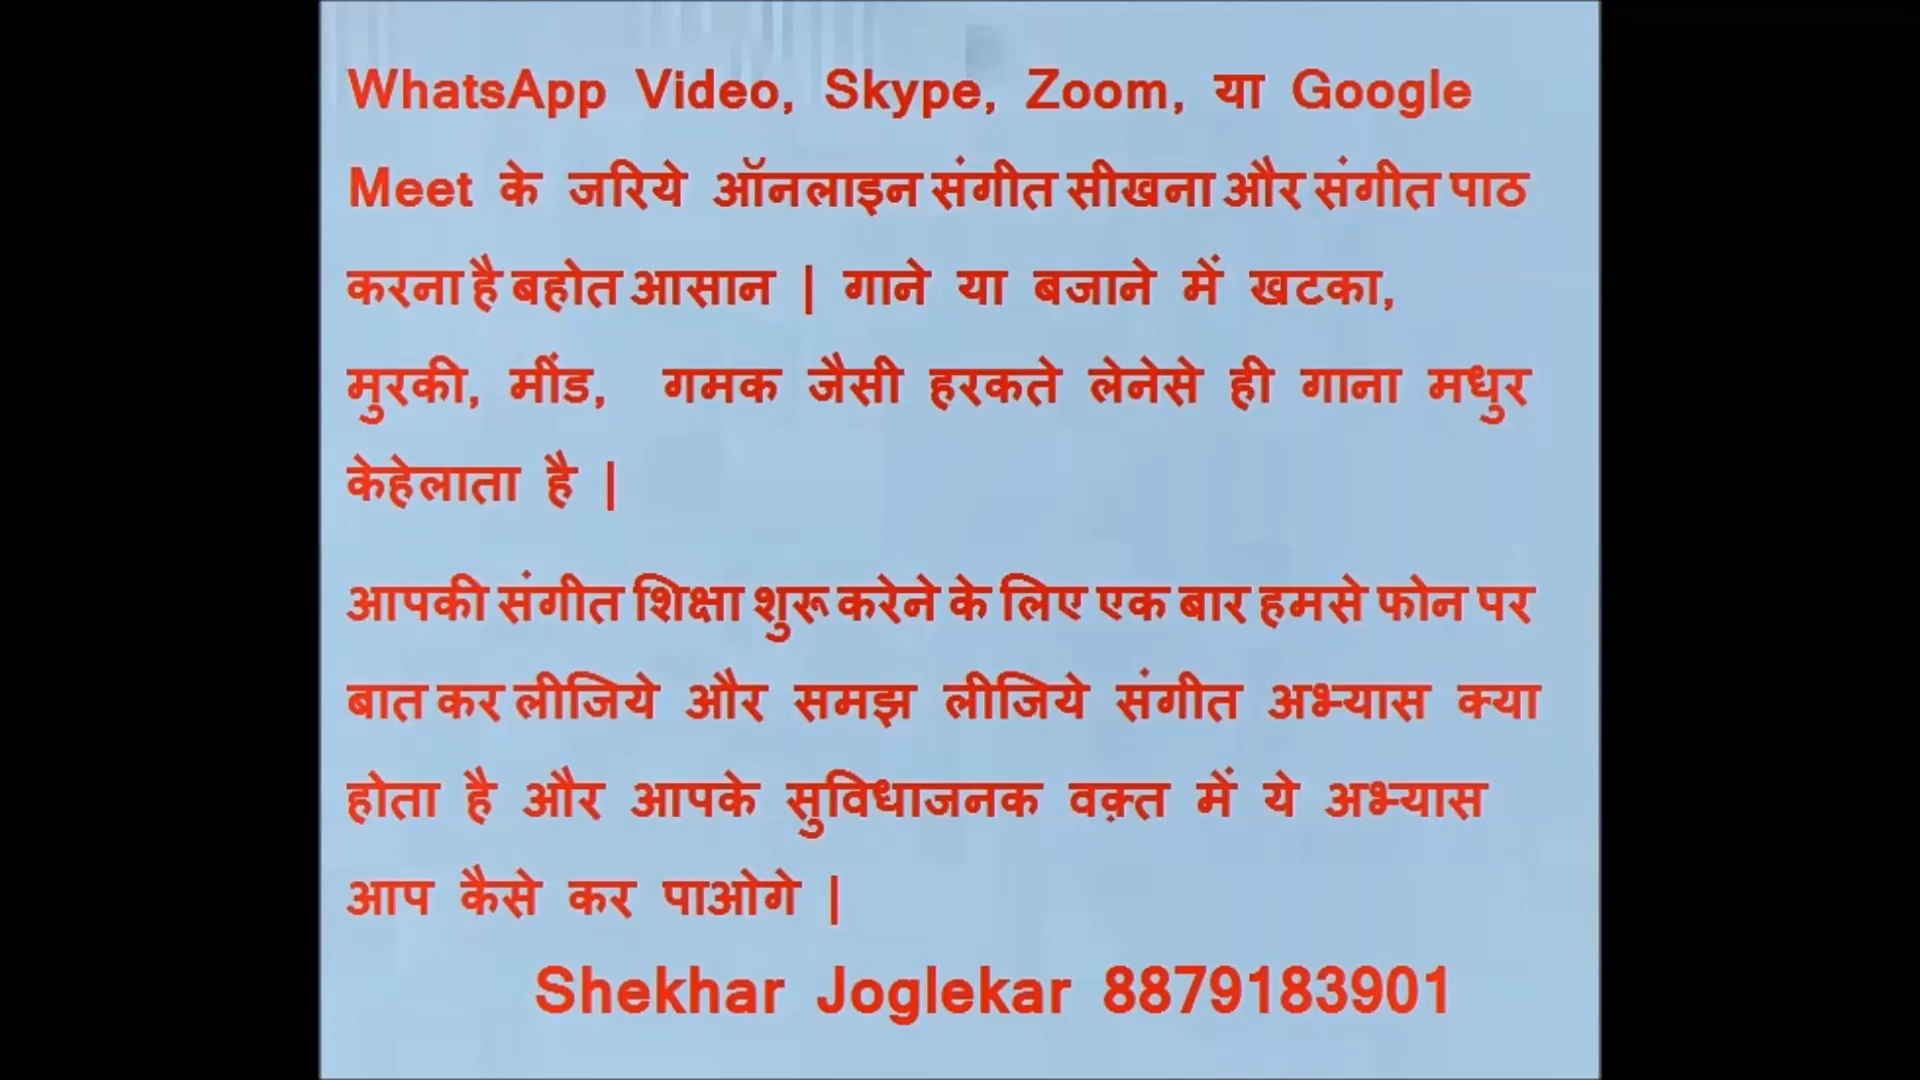 WhatsApp Video, Skype, Zoom, या Google
Meet के जरिये ऑनलाइन संगीत सीखना और संगीत पाठ
करना है बहोत आसान | गाने या बजाने में खटका,
मुरकी, मींड, गमक जैसी हरकते लेनेसे ही गाना मधुर
केहेलाता है |
आपकी संगीत शिक्षा शुरू करेने के लिए एक बार हमसे फोन पर
बात कर लीजिये और समझ लीजिये संगीत अभ्यास क्या
होता है और आपके सुविधाजनक वक़्त में ये अभ्यास
आप कैसे कर पाओगे |
Shekhar Joglekar 8879183901